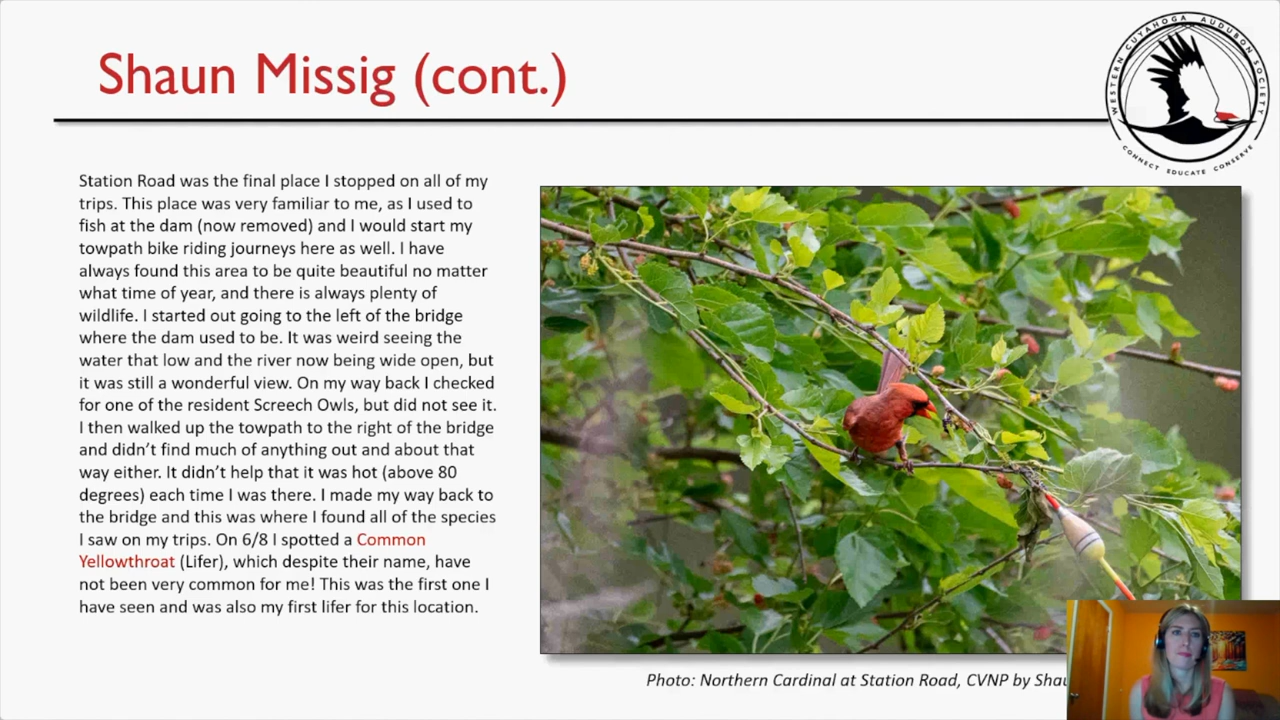 Shaun Missig (cont.)
WESTERN CUYAHOGA AUDUBON SOCIETY
CONNECT EDUCATE CONSERVE
Station Road was the final place I stopped on all of my
trips. This place was very familiar to me, as I used to
fish at the dam (now removed) and I would start my
towpath bike riding journeys here as well. I have
always found this area to be quite beautiful no matter
what time of year, and there is always plenty of
wildlife. I started out going to the left of the bridge
where the dam used to be. It was weird seeing the
water that low and the river now being wide open, but
it was still a wonderful view. On my way back I checked
for one of the resident Screech Owls, but did not see it.
I then walked up the towpath to the right of the bridge
and didn’t find much of anything out and about that
way either. It didn’t help that it was hot (above 80
degrees) each time I was there. I made my way back to
the bridge and this was where I found all of the species
I saw on my trips. On 6/8 I spotted a Common
Yellowthroat (Lifer), which despite their name, have
not been very common for me! This was the first one I
have seen and was also my first lifer for this location.
Photo: Northern Cardinal at Station Road, CVNP by